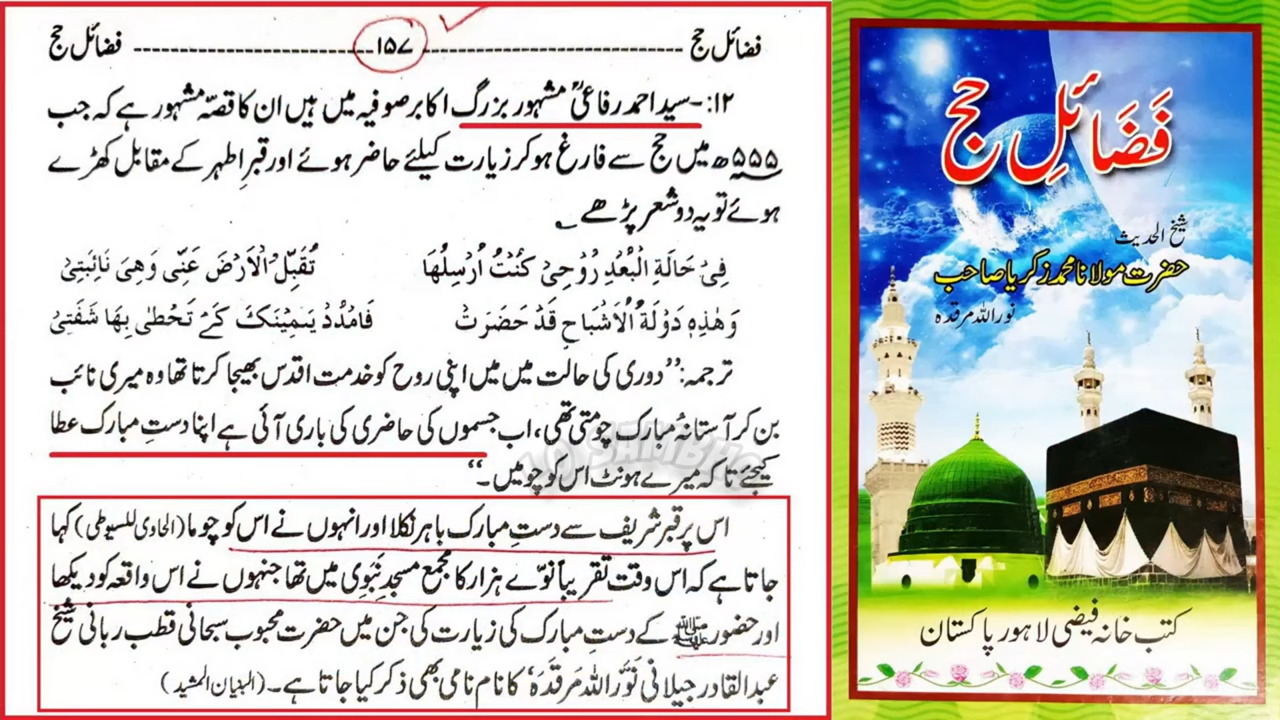 فضائل حج ۱۵۷ فضائل حج
۱۲:- سید احمد رفاعیؒ مشہور بزرگ اکابر صوفیہ میں ہیں ان کا قصّہ مشہور ہے کہ جب
۵۵۵ھ میں حج سے فارغ ہو کر زیارت کیلئے حاضر ہوئے اور قبرِ اطہر کے مقابل کھڑے
ہوئے تو یہ دو شعر پڑھے ؂
فِیْ حَالَةِ الْبُعْدِ رُوْحِیْ کُنْتُ اُرْسِلُهَا تُقَبِّلُ الْاَرْضَ عَنِّی وَهِیَ نَائِبَتِیْ
وَهٰذِهٖ دَوْلَةُ الْاَشْبَاحِ قَدْ حَضَرَتْ فَامْدُدْ یَمِیْنَکَ کَےْ تَحْطٰی بِهَا شَفَتِیْ
ترجمہ: ”دوری کی حالت میں میں اپنی روح کو خدمت اقدس بھیجا کرتا تھا وہ میری نائب
بن کر آستانۂ مبارک چومتی تھی، اب جسموں کی حاضری کی باری آئی ہے اپنا دستِ مبارک عطا
کیجئے تاکہ میرے ہونٹ اس کو چومیں۔“
اس پر قبر شریف سے دستِ مبارک باہر نکلا اور انہوں نے اس کو چوما (الحاوی للسیوطی) کہا
جاتا ہے کہ اس وقت تقریباً نوّے ہزار کا مجمع مسجدِ نبَوِی میں تھا جنہوں نے اس واقعہ کو دیکھا
اور حضور ﷺ کے دستِ مبارک کی زیارت کی جن میں حضرت محبوب سبحانی قطب ربانی شیخ
عبدالقادر جیلانی نَوَّرَ اللہ مَرقدَہٗ کا نام نامی بھی ذکر کیا جاتا ہے۔ (البنیان المشید)
فَضَائلِ حج
شیخ الحدیث
حضرت مولانا محمد زکریا صاحب
نور اللہ مرقدہ
کتب خانہ فیضی لاہور پاکستان